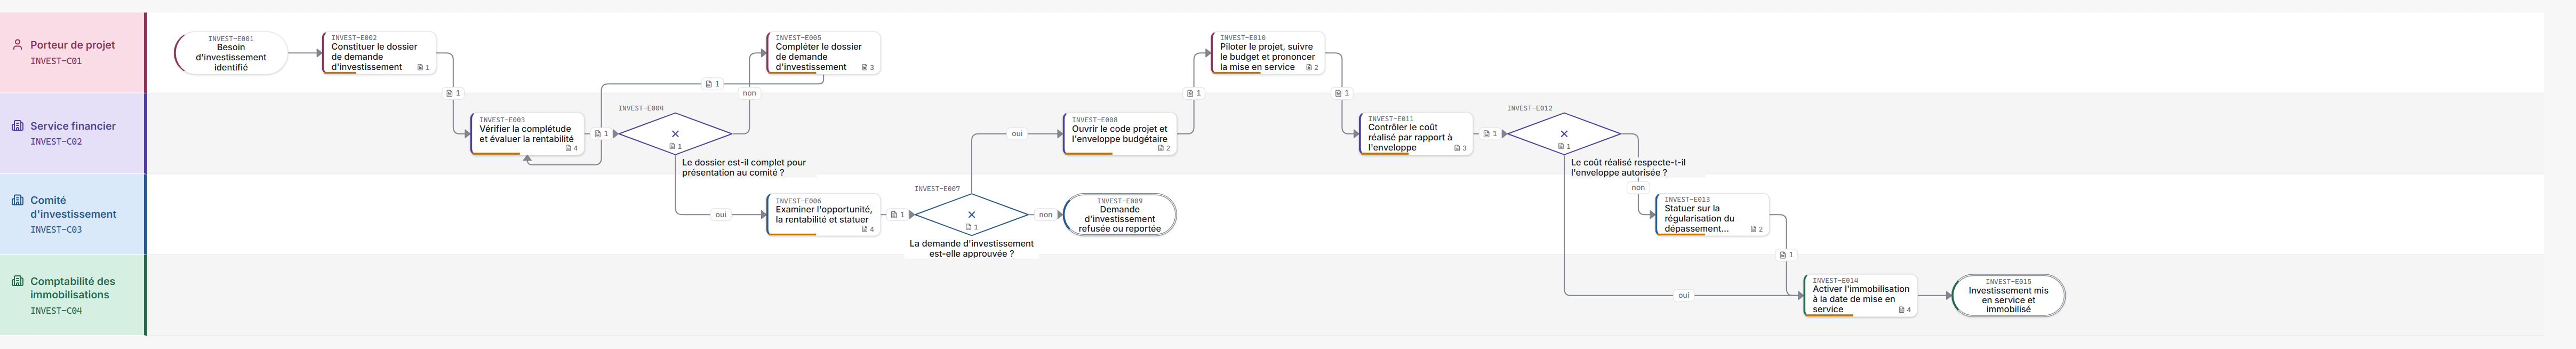 Porteur de projet
INVEST-C01
INVEST-E001
Besoin
d'investissement
identifié
INVEST-E002
Constituer le dossier
de demande
d'investissement
1
INVEST-E005
Compléter le dossier
de demande
d'investissement
3
INVEST-E010
Piloter le projet, suivre
le budget et prononcer
la mise en service
2
1
1
non
1
1
Service financier
INVEST-C02
INVEST-E003
Vérifier la complétude
et évaluer la rentabilité
4
1
INVEST-E004
1
Le dossier est-il complet pour
présentation au comité ?
oui
INVEST-E008
Ouvrir le code projet et
l'enveloppe budgétaire
2
INVEST-E011
Contrôler le coût
réalisé par rapport à
l'enveloppe
3
1
INVEST-E012
1
Le coût réalisé respecte-t-il
l'enveloppe autorisée ?
non
Comité
d'investissement
INVEST-C03
oui
INVEST-E006
Examiner l'opportunité,
la rentabilité et statuer
4
1
INVEST-E007
1
La demande d'investissement
est-elle approuvée ?
non
INVEST-E009
Demande
d'investissement
refusée ou reportée
INVEST-E013
Statuer sur la
régularisation du
dépassement...
2
1
Comptabilité des
immobilisations
INVEST-C04
oui
INVEST-E014
Activer l'immobilisation
à la date de mise en
service
4
INVEST-E015
Investissement mis
en service et
immobilisé